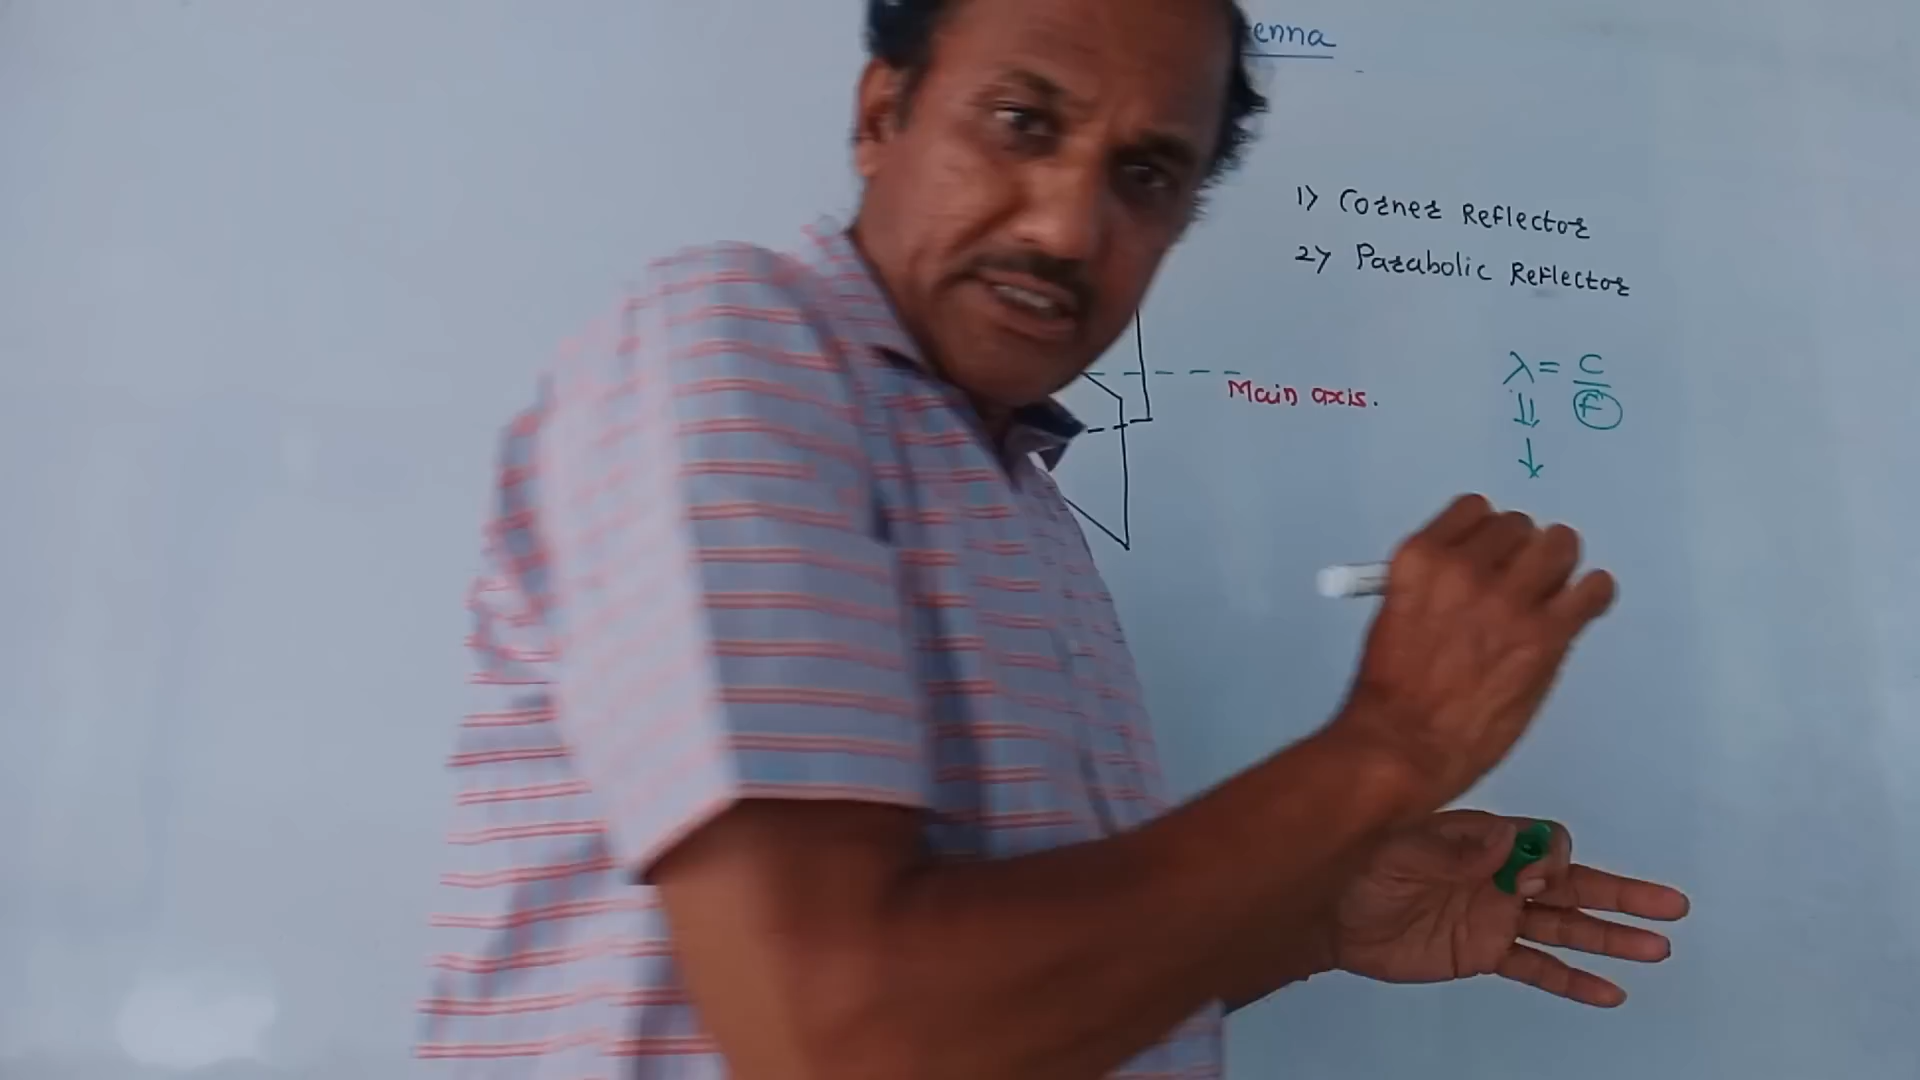 enna
1) Corner Reflector
2) Parabolic Reflector
λ = C
F
Main axis.